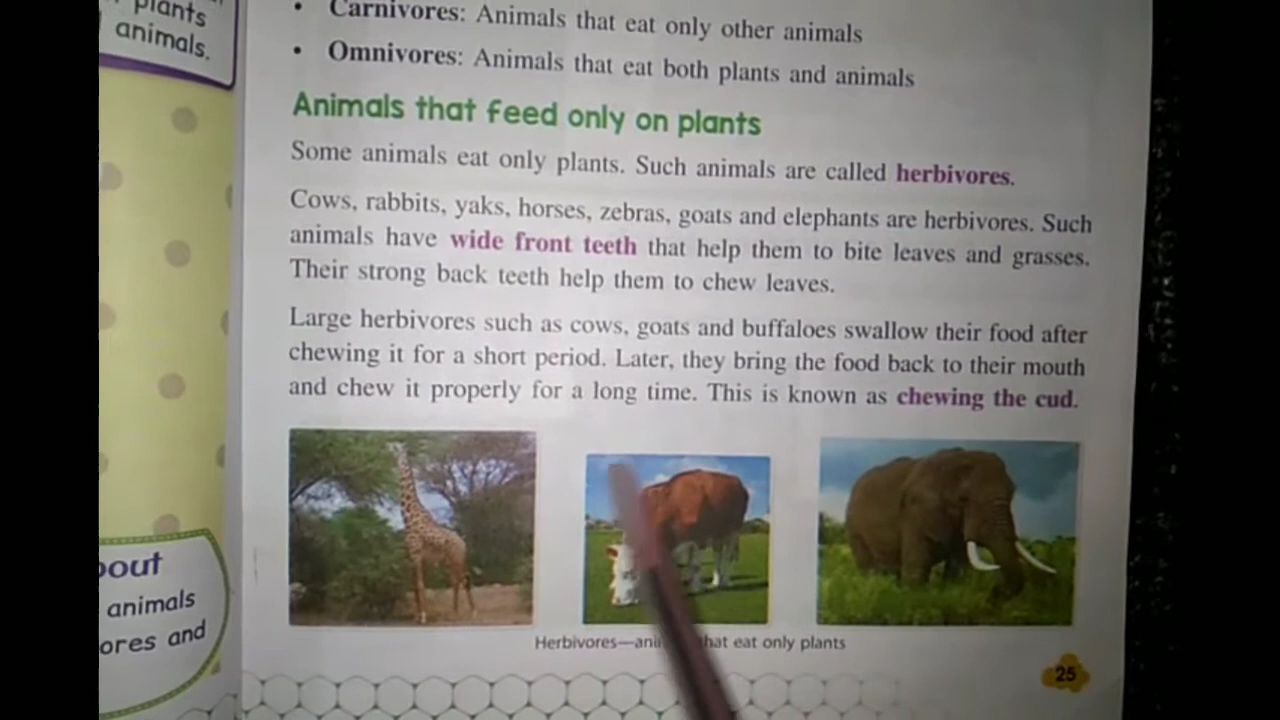 plants
animals.
• Carnivores: Animals that eat only other animals
• Omnivores: Animals that eat both plants and animals
Animals that feed only on plants
Some animals eat only plants. Such animals are called herbivores.
Cows, rabbits, yaks, horses, zebras, goats and elephants are herbivores. Such
animals have wide front teeth that help them to bite leaves and grasses.
Their strong back teeth help them to chew leaves.
Large herbivores such as cows, goats and buffaloes swallow their food after
chewing it for a short period. Later, they bring the food back to their mouth
and chew it properly for a long time. This is known as chewing the cud.
animals
and
Herbivores— that eat only plants
25